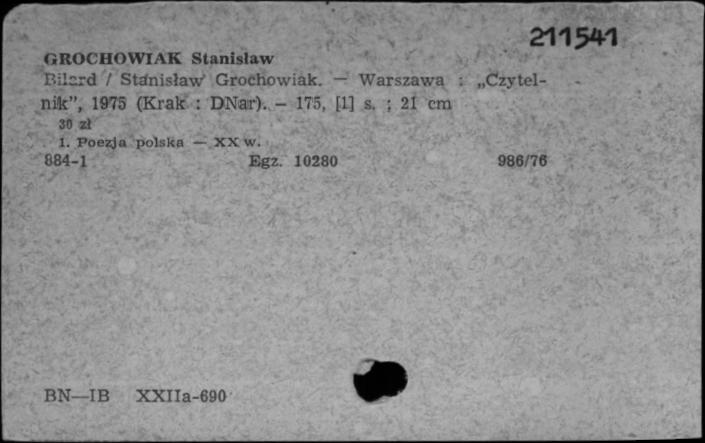 211541
GROCHOWIAK Stanisław
Bilard / Stanisław Grochowiak. — Warszawa : „Czytel-
nik”, 1975 (Krak : DNar). — 175, [1] s. ; 21 cm
30 zł
1. Poezja polska — XX w.
884-1 Egz. 10280 986/76
BN—IB XXIIa-690